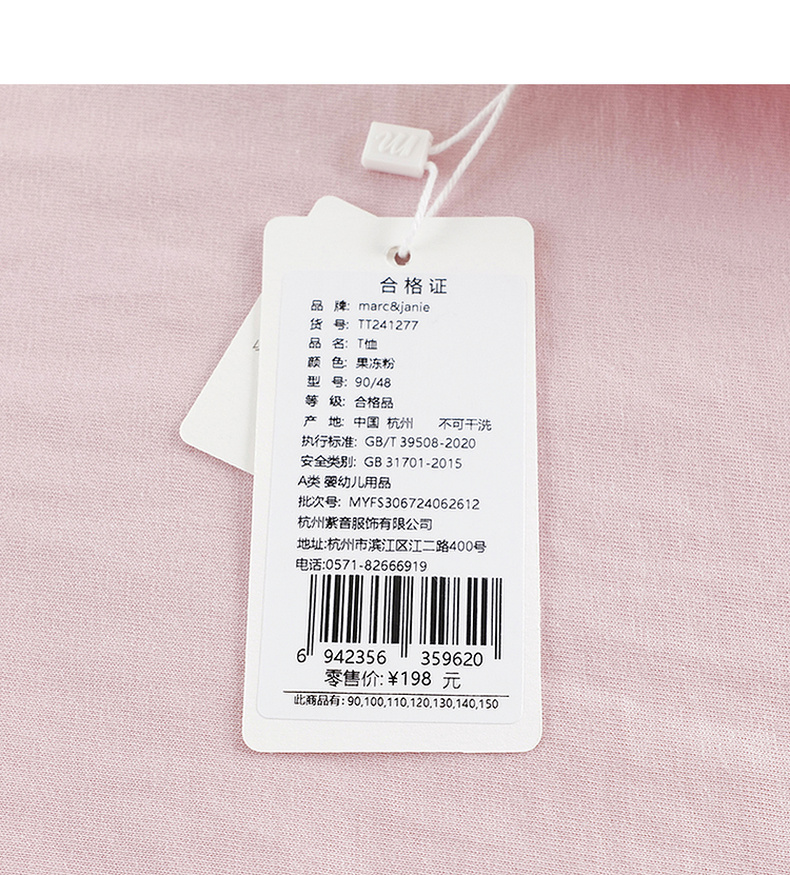 合格证
品 牌: marc&janie
货 号: TT241277
品 名: T恤
颜 色: 果冻粉
型 号: 90/48
等 级: 合格品
产 地: 中国 杭州 不可干洗
执行标准: GB/T 39508-2020
安全类别: GB 31701-2015
A类 婴幼儿用品
批次号: MYFS306724062612
杭州紫音服饰有限公司
地址:杭州市滨江区江二路400号
电话:0571-82666919
6 942356 359620
零售价:¥198 元
此商品有: 90,100,110,120,130,140,150